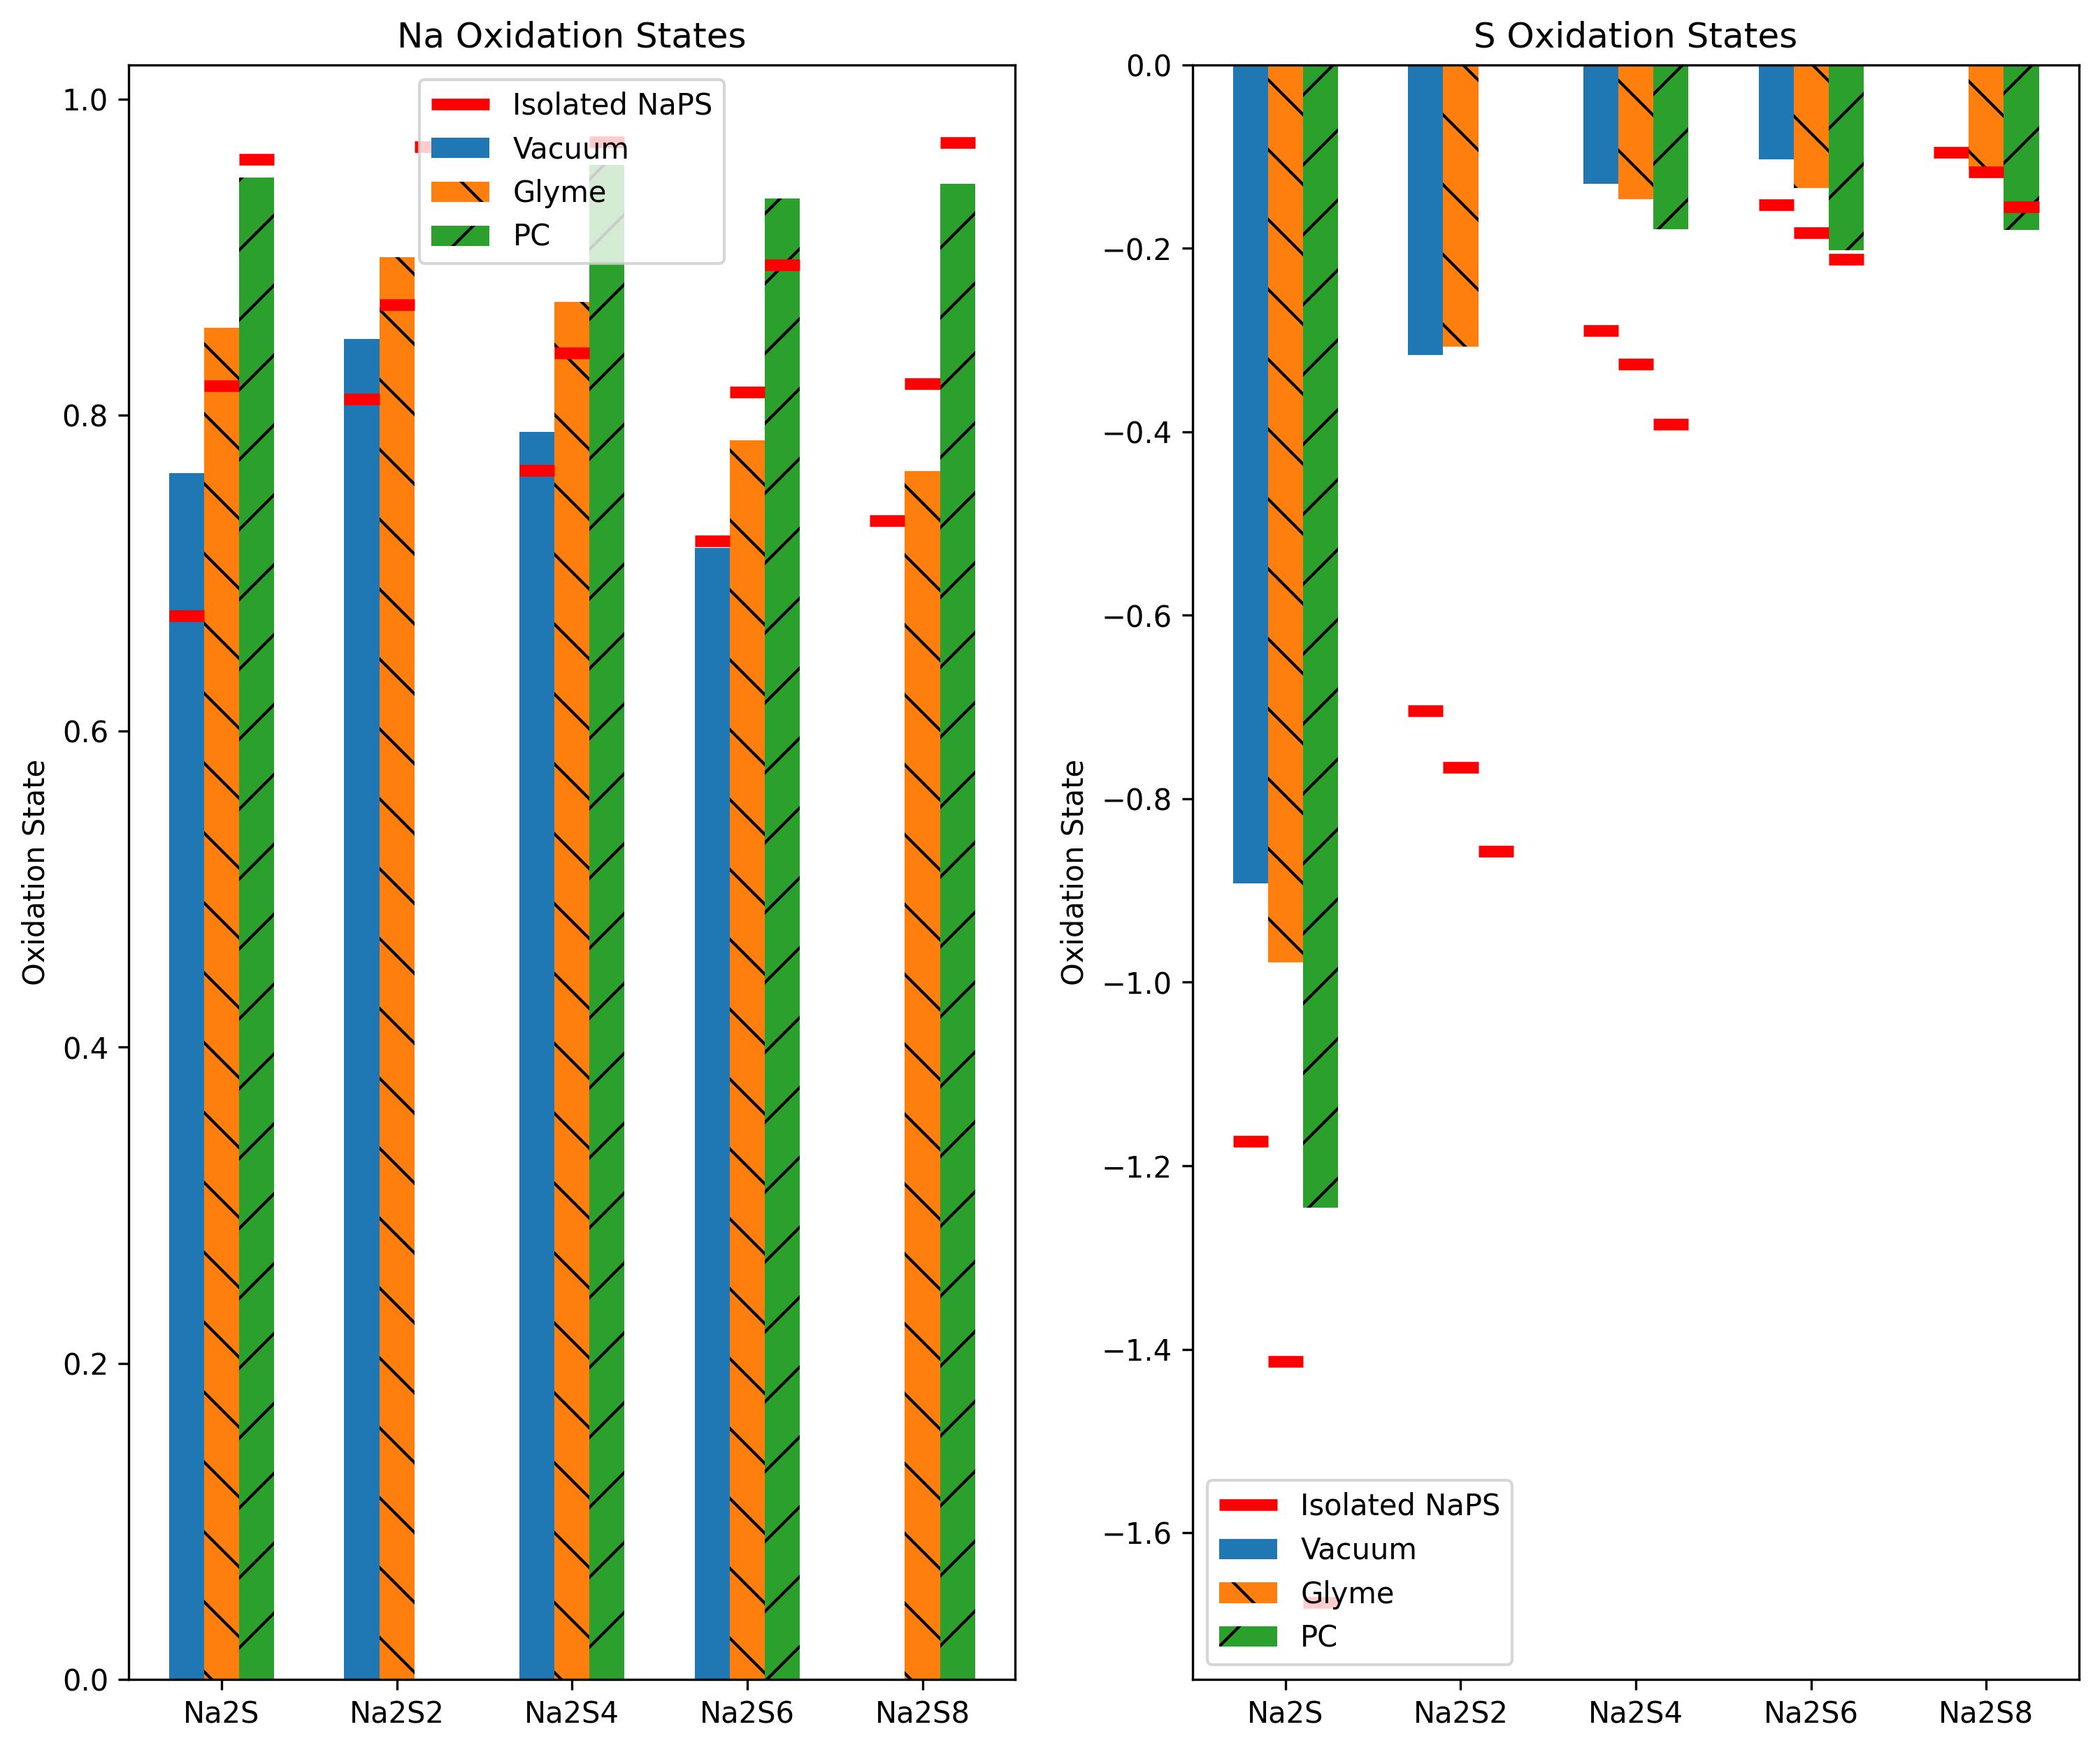 Na Oxidation States
Oxidation State
1.0
0.8
0.6
0.4
0.2
0.0
Isolated NaPS
Vacuum
Glyme
PC
Na2S
Na2S2
Na2S4
Na2S6
Na2S8
S Oxidation States
Oxidation State
0.0
−0.2
−0.4
−0.6
−0.8
−1.0
−1.2
−1.4
−1.6
Isolated NaPS
Vacuum
Glyme
PC
Na2S
Na2S2
Na2S4
Na2S6
Na2S8